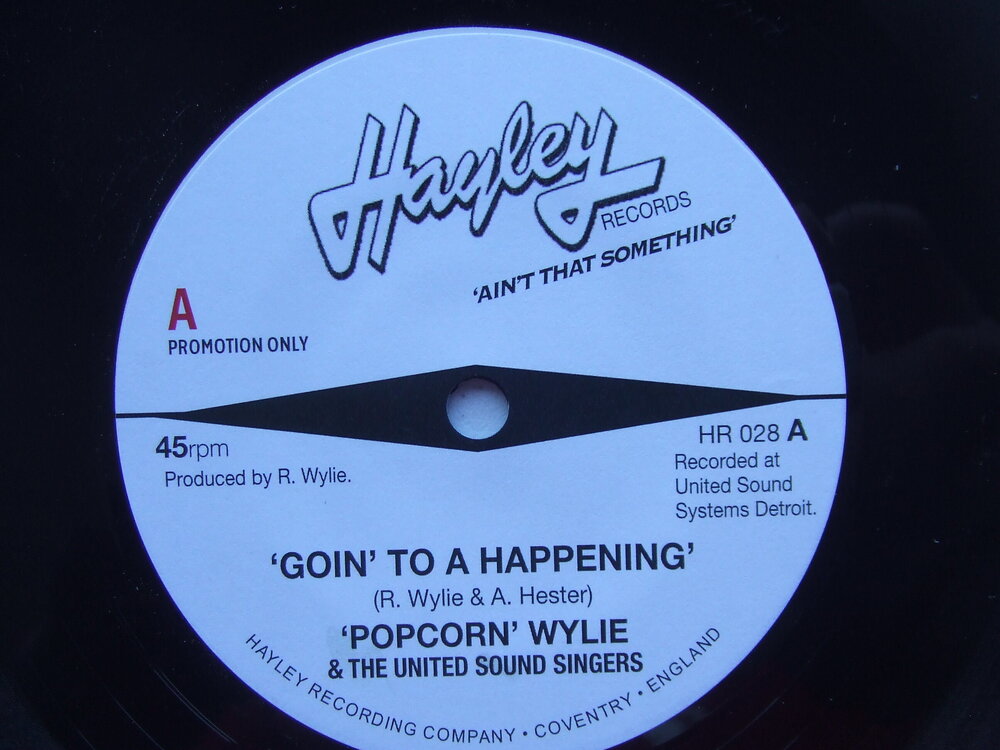 Hayley
RECORDS
'AIN'T THAT SOMETHING'
A
PROMOTION ONLY
45rpm
Produced by R. Wylie.
HR 028 A
Recorded at
United Sound
Systems Detroit.
'GOIN' TO A HAPPENING'
(R. Wylie & A. Hester)
'POPCORN' WYLIE
& THE UNITED SOUND SINGERS
HAYLEY RECORDING COMPANY • COVENTRY • ENGLAND